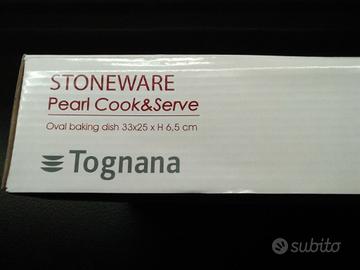 STONEWARE
Pearl Cook&Serve
Oval baking dish 33x25 x H 6,5 cm
Tognana
subito